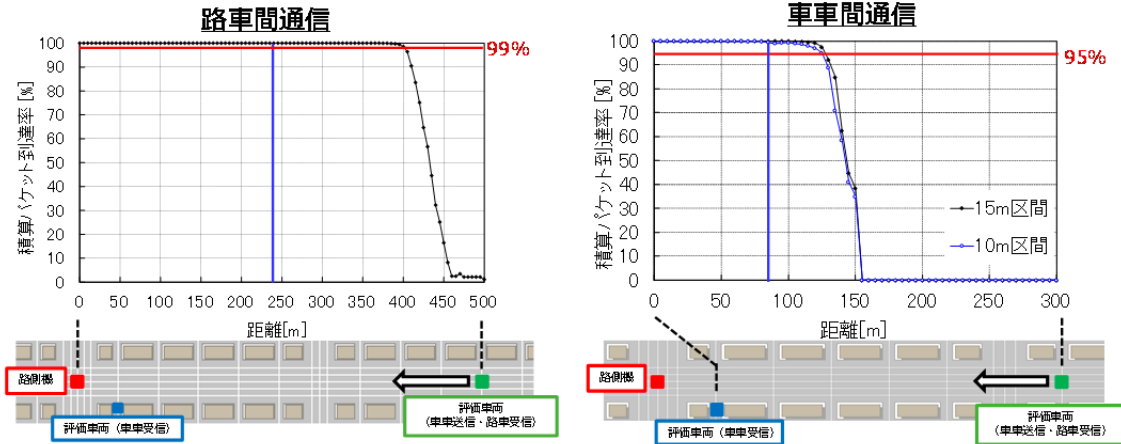 路車間通信
99%
積算パケット到達率 [%]
100
90
80
70
60
50
40
30
20
10
0
0 50 100 150 200 250 300 350 400 450 500
距離[m]
路側機
評価車両（車車受信）
評価車両
（車車送信・路車受信）
車車間通信
95%
積算パケット到達率 [%]
100
90
80
70
60
50
40
30
20
10
0
15m区間
10m区間
0 50 100 150 200 250 300
距離[m]
路側機
評価車両（車車受信）
評価車両
（車車送信・路車受信）